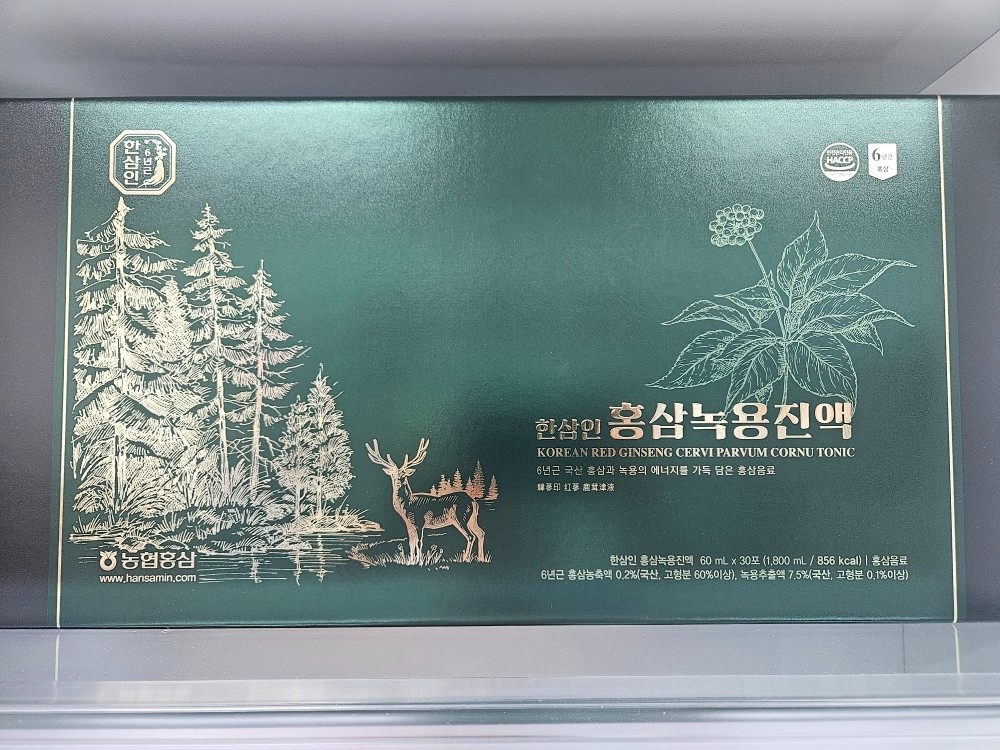 한삼인
6년근
안전관리인증
HACCP
6년근
홍삼
한삼인 홍삼녹용진액
KOREAN RED GINSENG CERVI PARVUM CORNU TONIC
6년근 국산 홍삼과 녹용의 에너지를 가득 담은 홍삼음료
韓蔘印 紅蔘 鹿茸津液
농협홍삼
www.hansamin.com
한삼인 홍삼녹용진액 60 mL x 30포 (1,800 mL / 856 kcal) | 홍삼음료
6년근 홍삼농축액 0.2%(국산, 고형분 60%이상), 녹용추출액 7.5%(국산, 고형분 0.1%이상)